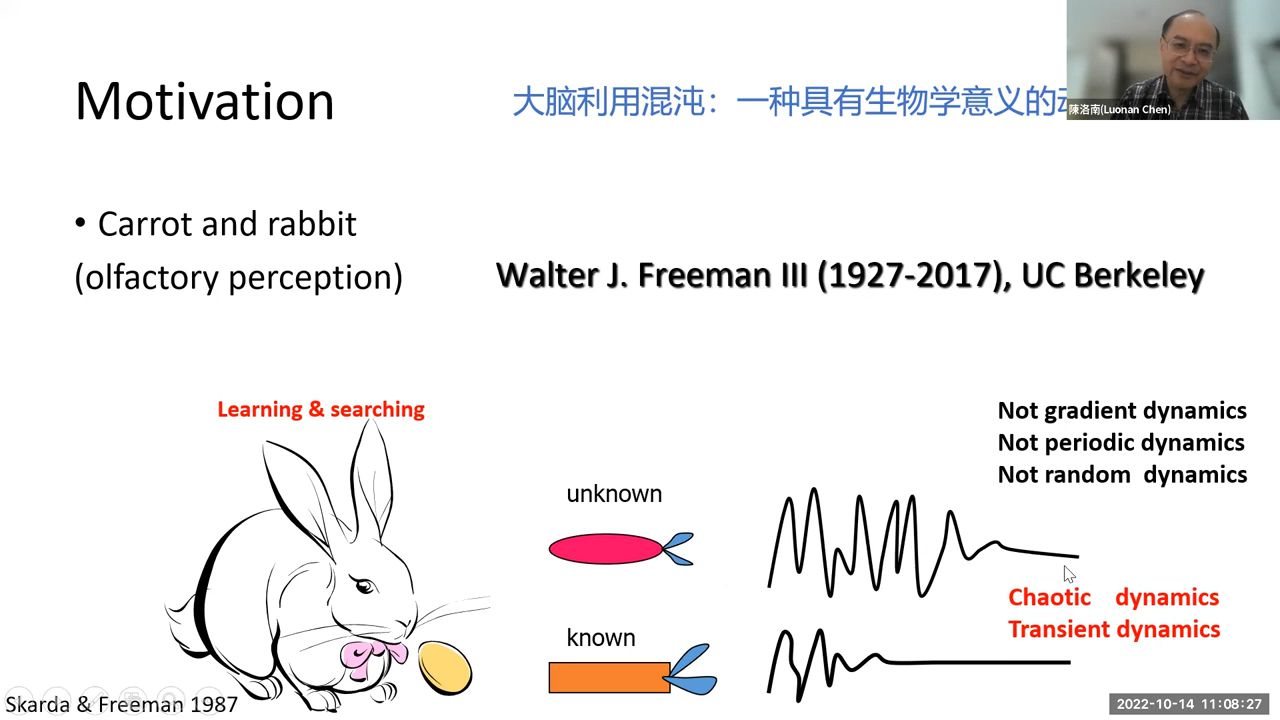 Motivation
大脑利用混沌：一种具有生物学意义的
陳洛南(Luonan Chen)
• Carrot and rabbit
(olfactory perception)
Walter J. Freeman III (1927-2017), UC Berkeley
Learning & searching
Not gradient dynamics
Not periodic dynamics
Not random dynamics
unknown
Chaotic dynamics
Transient dynamics
known
Skarda & Freeman 1987
2022-10-14 11:08:27